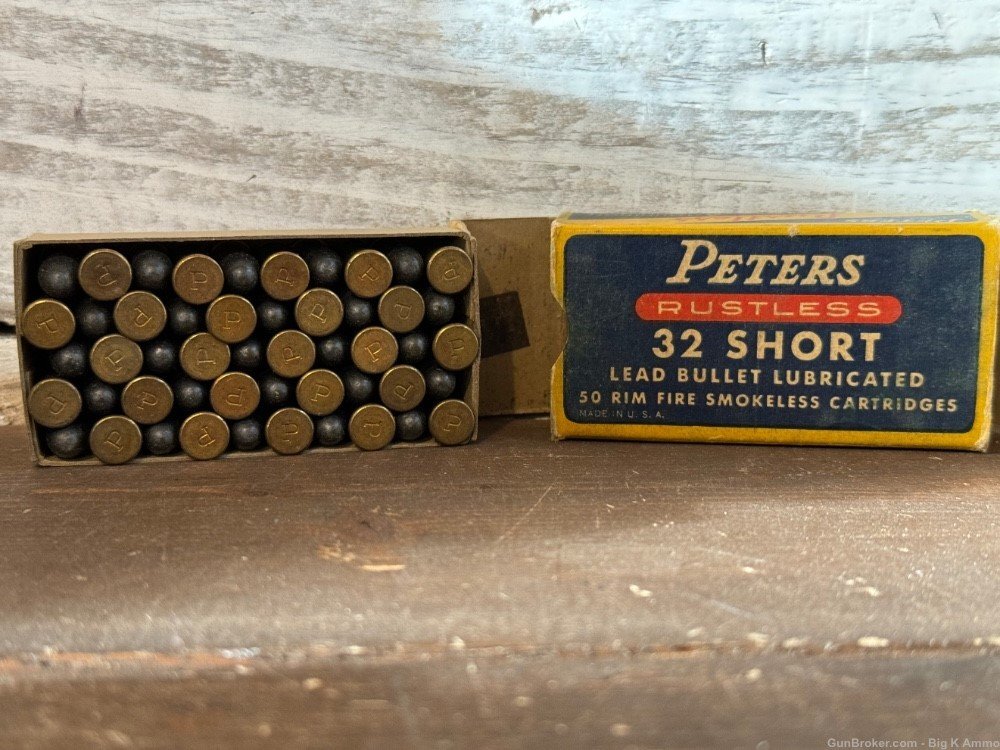 PETERS
RUSTLESS
32 SHORT
LEAD BULLET LUBRICATED
50 RIM FIRE SMOKELESS CARTRIDGES
MADE IN U.S.A.
GunBroker.com - Big K Ammo